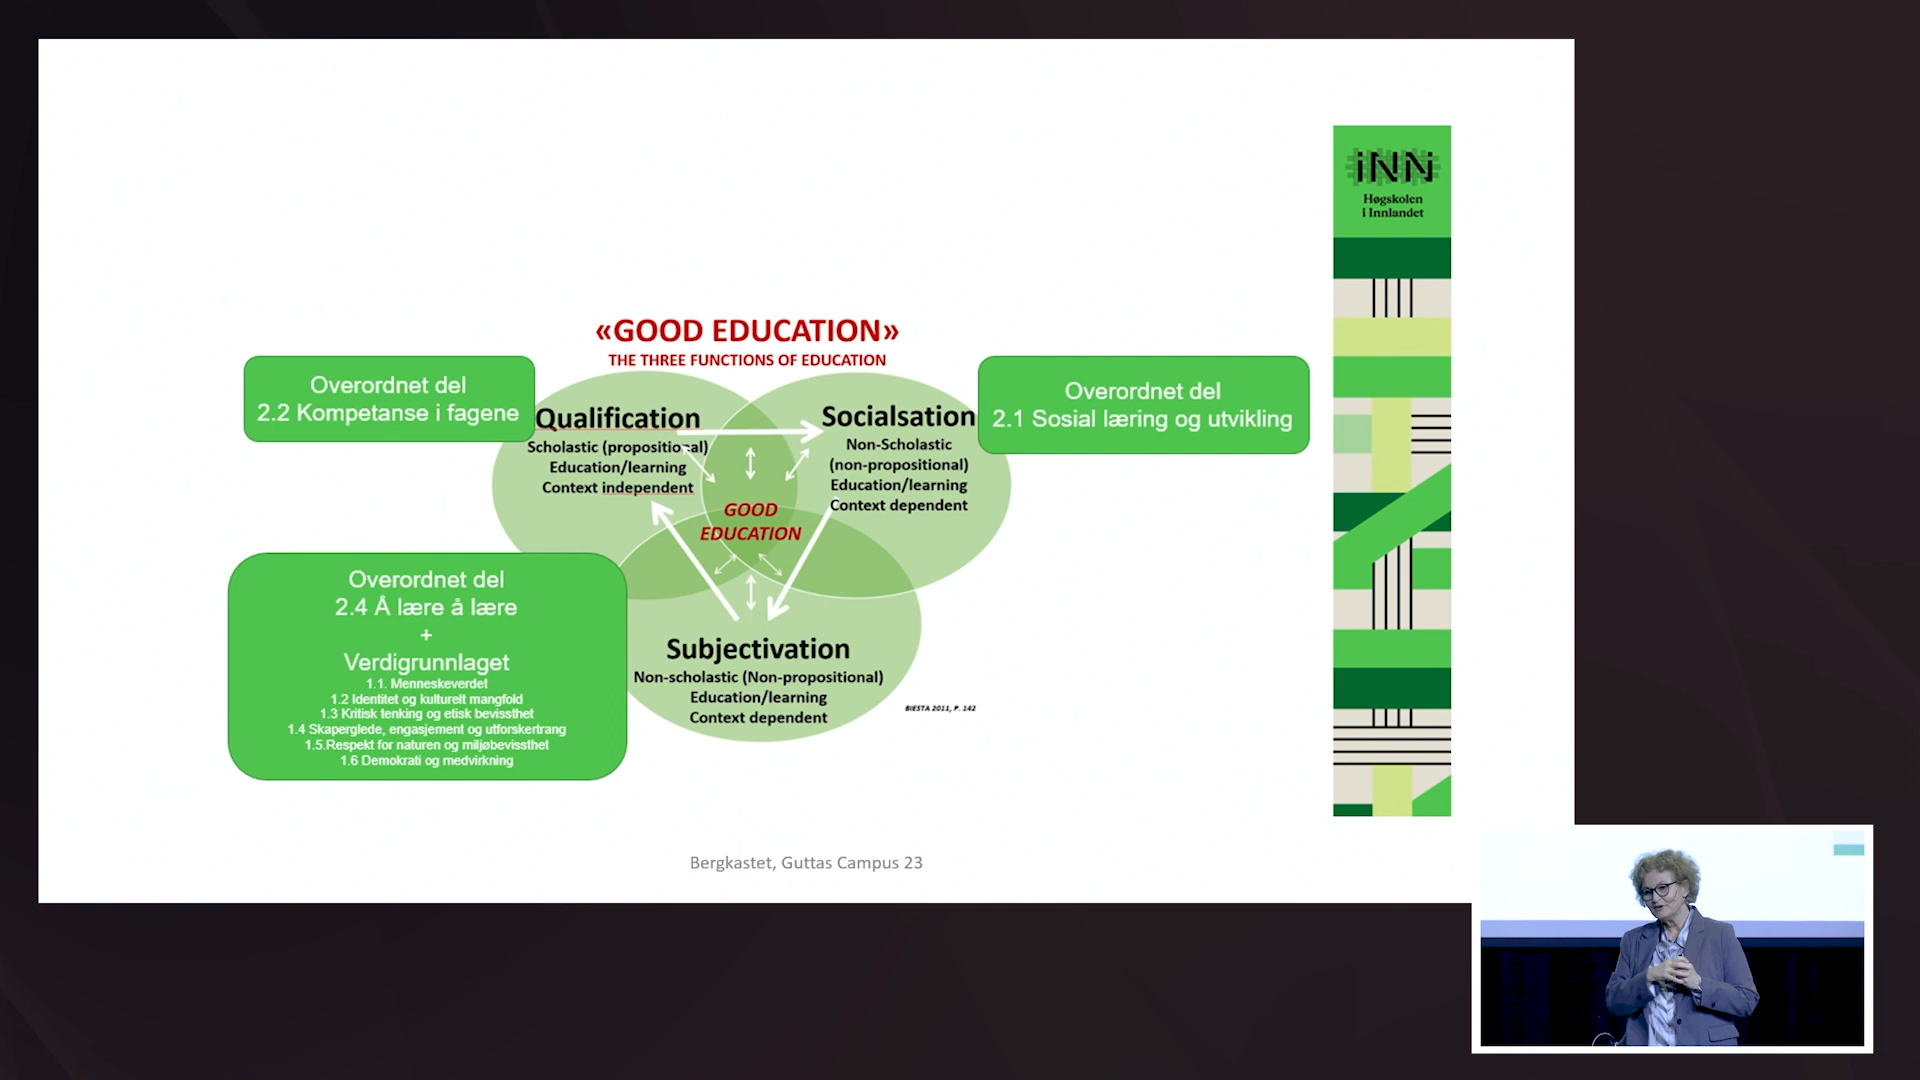 iNN
Høgskolen
i Innlandet
«GOOD EDUCATION»
THE THREE FUNCTIONS OF EDUCATION
Overordnet del
2.2 Kompetanse i fagene
Qualification
Scholastic (propositional)
Education/learning
Context independent
Socialsation
Non-Scholastic
(non-propositional)
Education/learning
Context dependent
Overordnet del
2.1 Sosial læring og utvikling
GOOD
EDUCATION
Overordnet del
2.4 Å lære å lære
+
Verdigrunnlaget
1.1. Menneskeverdet
1.2 Identitet og kulturelt mangfold
1.3 Kritisk tenking og etisk bevissthet
1.4 Skaperglede, engasjement og utforskertrang
1.5.Respekt for naturen og miljøbevissthet
1.6 Demokrati og medvirkning
Subjectivation
Non-scholastic (Non-propositional)
Education/learning
Context dependent
BIESTA 2011, P. 142
Bergkastet, Guttas Campus 23